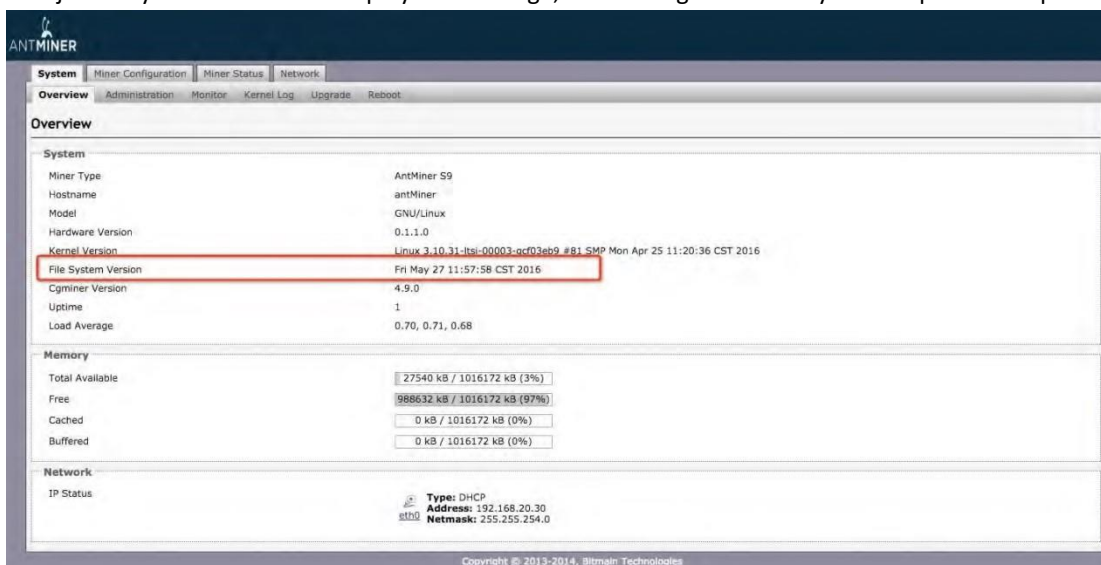 ANTMINER
System Miner Configuration Miner Status Network
Overview Administration Monitor Kernel Log Upgrade Reboot
Overview
System
Miner Type AntMiner S9
Hostname antMiner
Model GNU/Linux
Hardware Version 0.1.1.0
Kernel Version Linux 3.10.31-ltsi-00003-gcf03eb9 #81 SMP Mon Apr 25 11:20:36 CST 2016
File System Version Fri May 27 11:57:58 CST 2016
Cgminer Version 4.9.0
Uptime 1
Load Average 0.70, 0.71, 0.68
Memory
Total Available 27540 kB / 1016172 kB (3%)
Free 988632 kB / 1016172 kB (97%)
Cached 0 kB / 1016172 kB (0%)
Buffered 0 kB / 1016172 kB (0%)
Network
IP Status
Type: DHCP
Address: 192.168.20.30
eth0 Netmask: 255.255.254.0
Copyright © 2013-2014, Bitmain Technologies